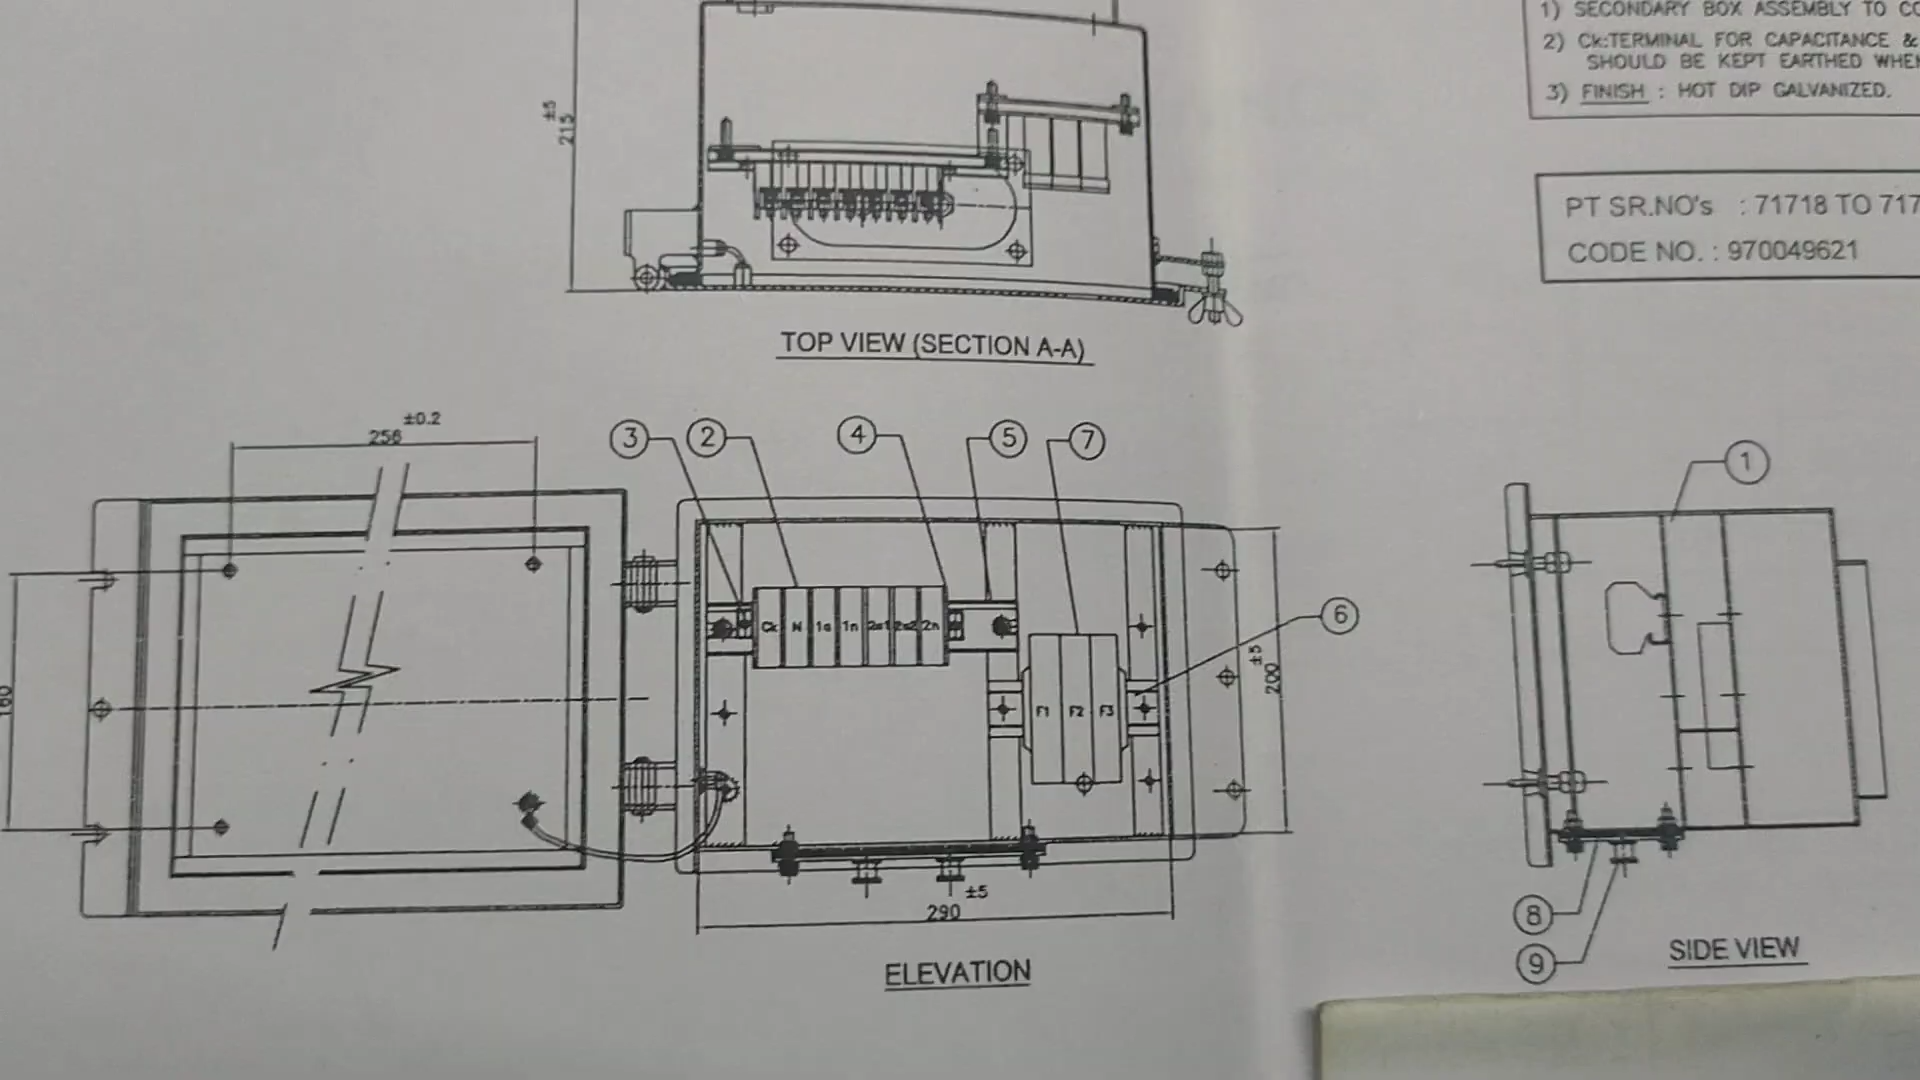 1) SECONDARY BOX ASSEMBLY TO
2) Ck:TERMINAL FOR CAPACITANCE &
SHOULD BE KEPT EARTHED WHEN
3) FINISH : HOT DIP GALVANIZED.
±5
215
PT SR.NO's : 71718 TO 717
CODE NO. : 970049621
TOP VIEW (SECTION A-A)
±0.2
256
3 2 4 5 7
1
6
Ck N 1a 1n 2a1 2a2 2n
±5
200
160
F1 F2 F3
±5
290
8
9
ELEVATION
SIDE VIEW